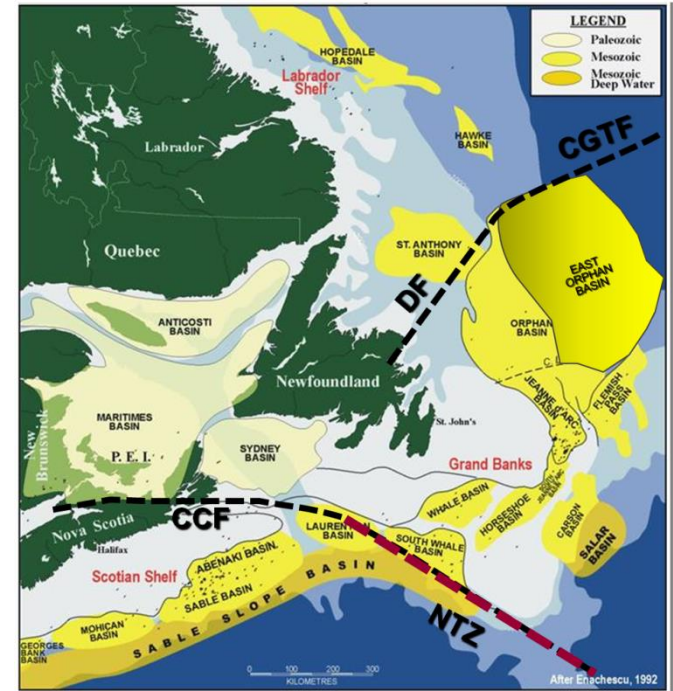 LEGEND
Paleozoic
Mesozoic
Mesozoic
Deep Water
HOPEDALE
BASIN
Labrador
Shelf
HAWKE
BASIN
CGTF
Labrador
Quebec
ST. ANTHONY
BASIN
DF
EAST
ORPHAN
BASIN
ORPHAN
BASIN
ANTICOSTI
BASIN
Newfoundland
JEANNE d'ARC
BASIN
FLEMISH
PASS
BASIN
MARITIMES
BASIN
New
Brunswick
P. E. I.
St. John's
SYDNEY
BASIN
Grand Banks
WHALE BASIN
HORSESHOE
BASIN
CARSON
BASIN
SALAR
BASIN
CCF
Nova Scotia
Halifax
LAURENTIAN
BASIN
SOUTH WHALE
BASIN
Scotian Shelf
ABENAKI BASIN
SABLE BASIN
NTZ
MOHICAN
BASIN
SABLE SLOPE BASIN
GEORGES
BANK
BASIN
0 100 200 300
KILOMETRES
After Enachescu, 1992